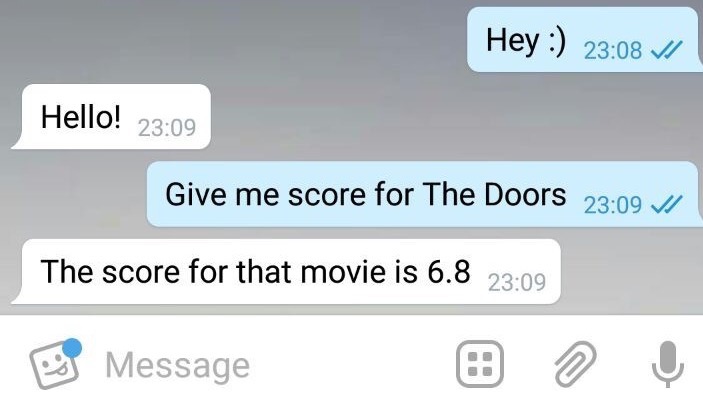 Hey :) 23:08
Hello! 23:09
Give me score for The Doors 23:09
The score for that movie is 6.8 23:09
Message